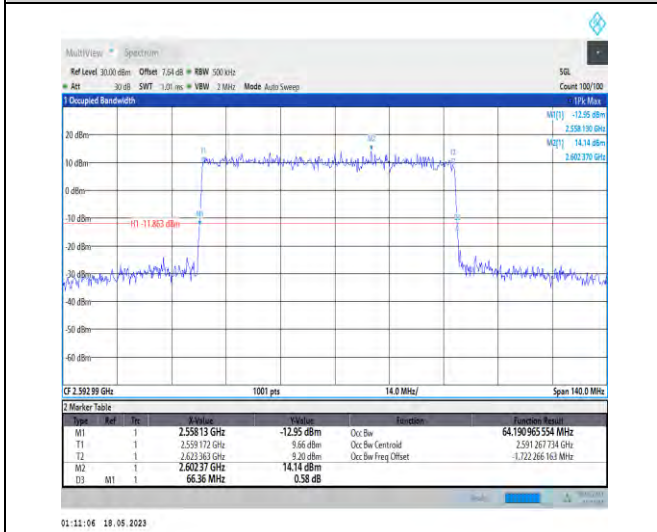 MultiView Spectrum
Ref Level 30.00 dBm Offset 7.64 dB RBW 500 kHz SGL
Att 30 dB SWT 1.01 ms VBW 2 MHz Mode Auto Sweep Count 100/100
1 Occupied Bandwidth 1Pk Max
M1[1] -12.95 dBm
2.558 130 GHz
M2[1] 14.14 dBm
2.602 370 GHz
20 dBm
10 dBm
0 dBm
-10 dBm
H1 -11.863 dBm
-20 dBm
-30 dBm
-40 dBm
-50 dBm
-60 dBm
T1
M2
T2
M1
D3
CF 2.592 99 GHz 1001 pts 14.0 MHz/ Span 140.0 MHz
2 Marker Table
Type Ref Trc X-Value Y-Value Function Function Result
M1 1 2.558 13 GHz -12.95 dBm Occ Bw 64.190 965 554 MHz
T1 1 2.559 172 GHz 9.66 dBm Occ Bw Centroid 2.591 267 734 GHz
T2 1 2.623 363 GHz 9.20 dBm Occ Bw Freq Offset -1.722 266 163 MHz
M2 1 2.602 37 GHz 14.14 dBm
D3 M1 1 66.36 MHz 0.58 dB
01:11:06 18.05.2023